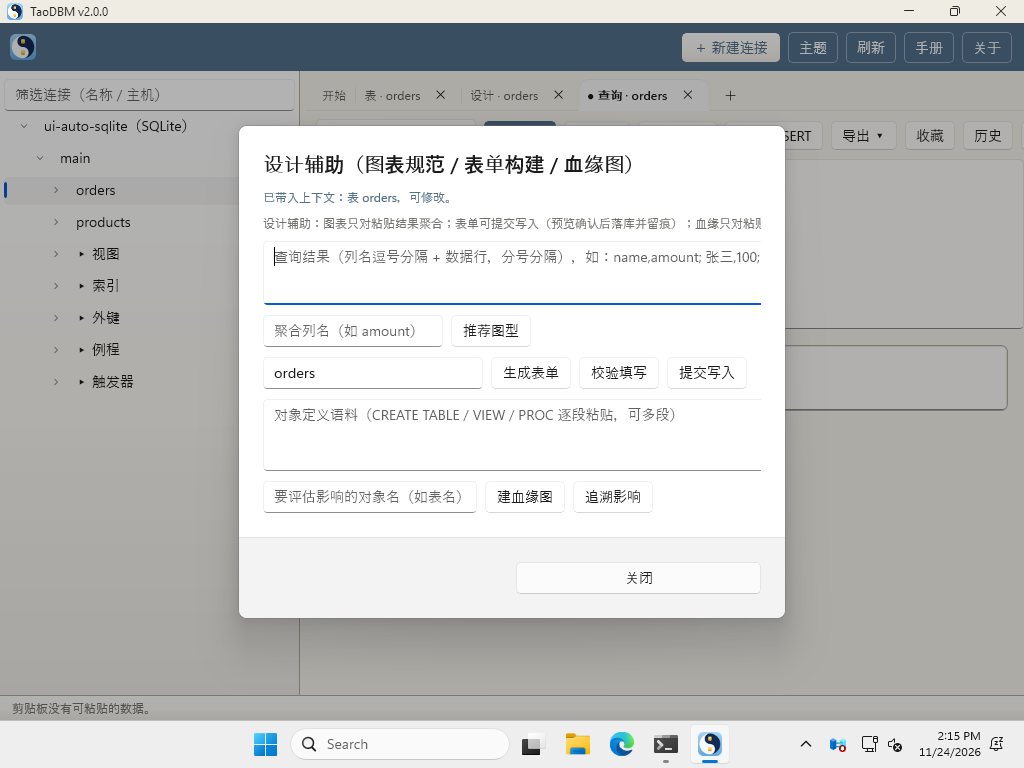 TaoDBM v2.0.0
+ 新建连接
主题
刷新
手册
关于
筛选连接（名称 / 主机）
开始
表 · orders
设计 · orders
● 查询 · orders
ui-auto-sqlite（SQLite）
main
orders
products
视图
索引
外键
例程
触发器
导出
收藏
历史
设计辅助（图表规范 / 表单构建 / 血缘图）
已带入上下文：表 orders，可修改。
设计辅助：图表只对粘贴结果聚合；表单可提交写入（预览确认后落库并留痕）；血缘只对粘贴
查询结果（列名逗号分隔 + 数据行，分号分隔），如：name,amount; 张三,100;
聚合列名（如 amount）
推荐图型
orders
生成表单
校验填写
提交写入
对象定义语料（CREATE TABLE / VIEW / PROC 逐段粘贴，可多段）
要评估影响的对象名（如表名）
建血缘图
追溯影响
关闭
剪贴板没有可粘贴的数据。
Search
2:15 PM
11/24/2026